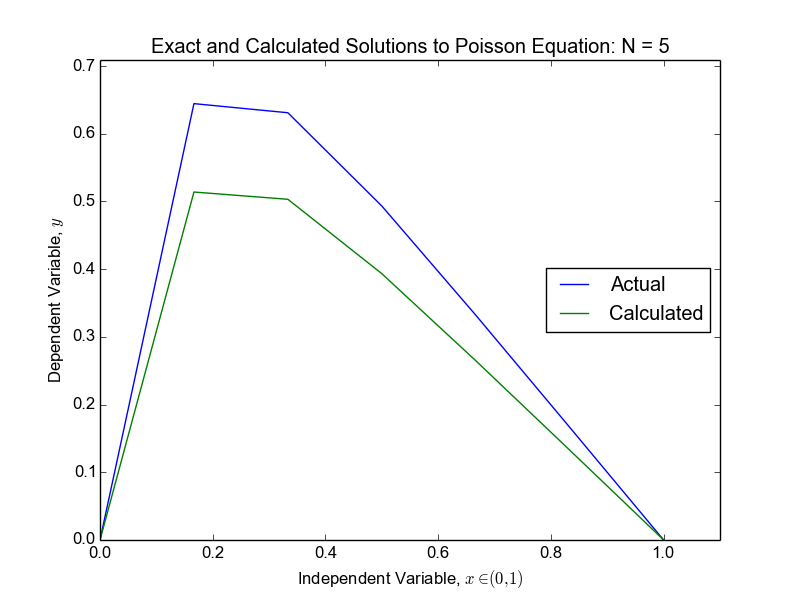 Exact and Calculated Solutions to Poisson Equation: N = 5
0.7
0.6
0.5
0.4
0.3
0.2
0.1
0.0
Dependent Variable, y
Actual
Calculated
0.0 0.2 0.4 0.6 0.8 1.0
Independent Variable, x ∈(0,1)